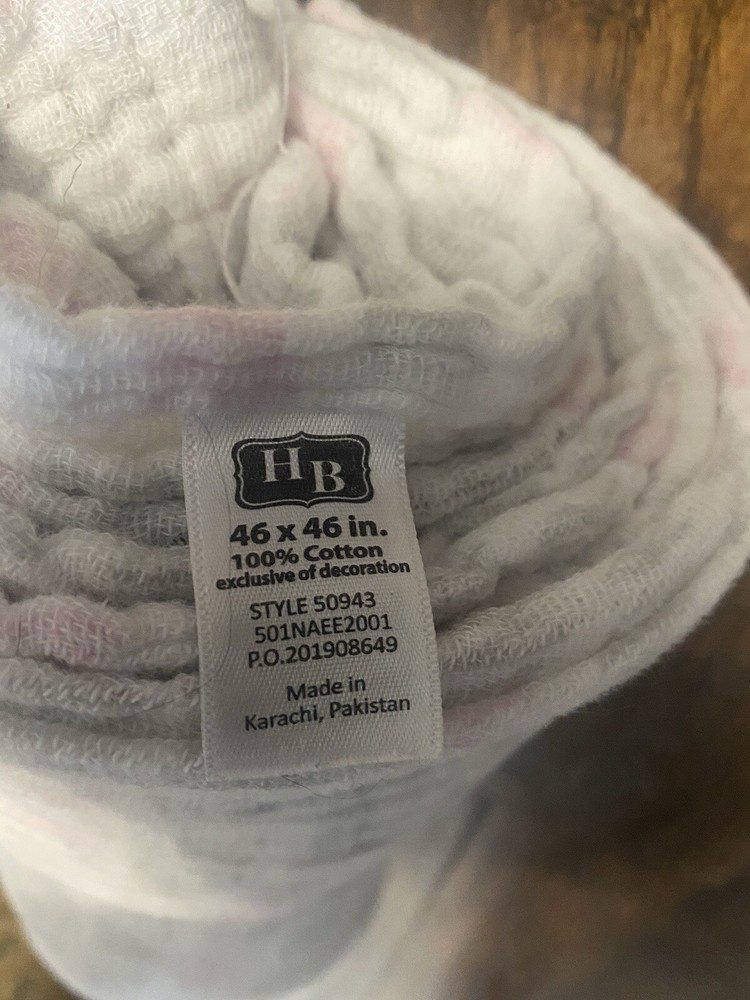 HB
46 x 46 in.
100% Cotton
exclusive of decoration
STYLE 50943
501NAEE2001
P.O.201908649
Made in
Karachi, Pakistan